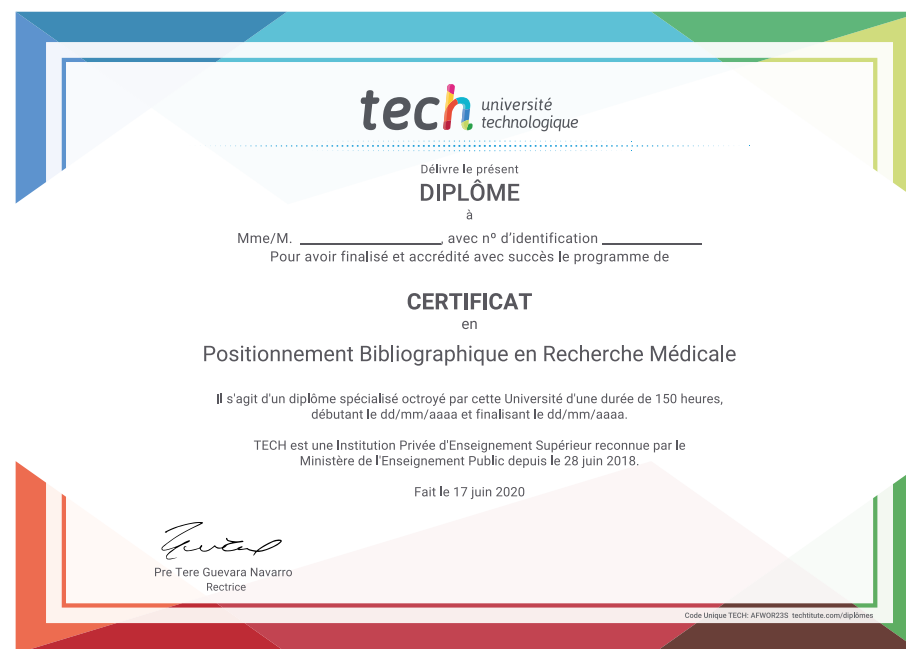 tech université
technologique
Délivre le présent
DIPLÔME
à
Mme/M. ____________________, avec nº d'identification ______________
Pour avoir finalisé et accrédité avec succès le programme de
CERTIFICAT
en
Positionnement Bibliographique en Recherche Médicale
Il s'agit d'un diplôme spécialisé octroyé par cette Université d'une durée de 150 heures,
débutant le dd/mm/aaaa et finalisant le dd/mm/aaaa.
TECH est une Institution Privée d'Enseignement Supérieur reconnue par le
Ministère de l'Enseignement Public depuis le 28 juin 2018.
Fait le 17 juin 2020
Pre Tere Guevara Navarro
Rectrice
Code Unique TECH: AFWOR23S techtitute.com/diplômes